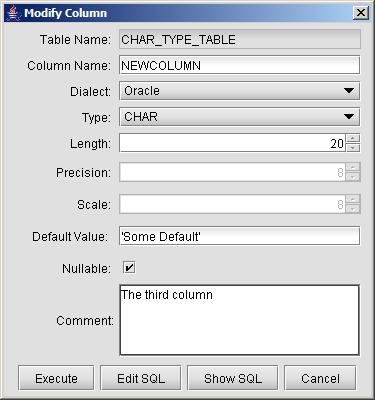 Modify Column
Table Name: CHAR_TYPE_TABLE
Column Name: NEWCOLUMN
Dialect: Oracle
Type: CHAR
Length: 20
Precision: 8
Scale: 8
Default Value: 'Some Default'
Nullable:
The third column
Comment:
Execute Edit SQL Show SQL Cancel